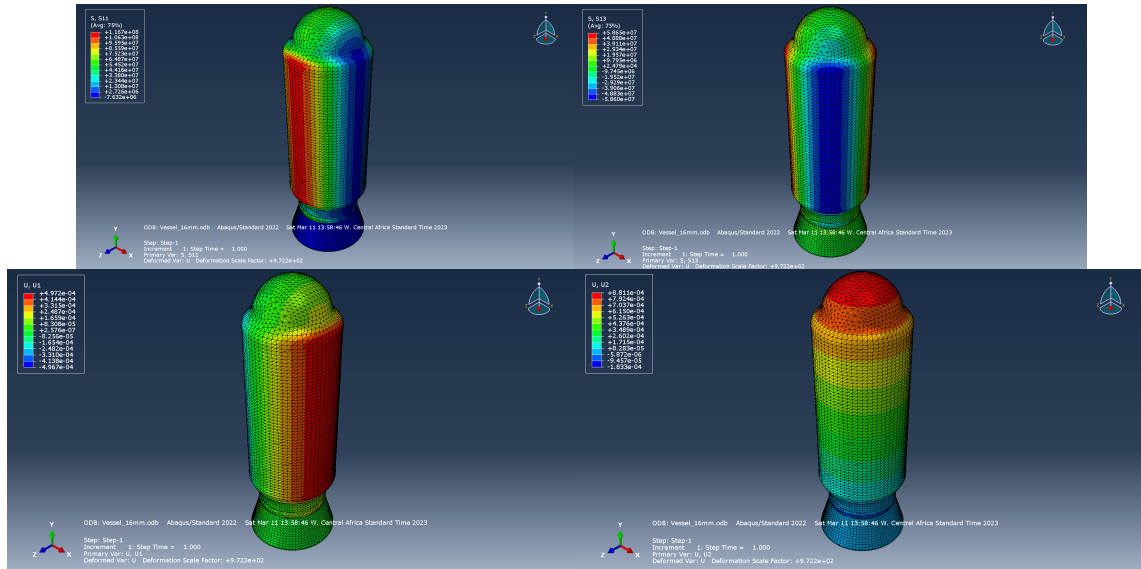 S, S11
(Avg: 75%)
+1.167e+08
+1.063e+08
+9.595e+07
+8.559e+07
+7.523e+07
+6.487e+07
+5.452e+07
+4.416e+07
+3.380e+07
+2.344e+07
+1.308e+07
+2.726e+06
-7.632e+06
Y
Z X
ODB: Vessel_16mm.odb Abaqus/Standard 2022 Sat Mar 11 13:58:46 W. Central Africa Standard Time 2023
Step: Step-1
Increment 1: Step Time = 1.000
Primary Var: S, S11
Deformed Var: U Deformation Scale Factor: +9.722e+02
S, S13
(Avg: 75%)
+5.865e+07
+4.888e+07
+3.911e+07
+2.934e+07
+1.957e+07
+9.795e+06
+2.479e+04
-9.745e+06
-1.952e+07
-2.929e+07
-3.906e+07
-4.883e+07
-5.860e+07
Y
Z X
ODB: Vessel_16mm.odb Abaqus/Standard 2022 Sat Mar 11 13:58:46 W. Central Africa Standard Time 2023
Step: Step-1
Increment 1: Step Time = 1.000
Primary Var: S, S13
Deformed Var: U Deformation Scale Factor: +9.722e+02
U, U1
+4.972e-04
+4.144e-04
+3.315e-04
+2.487e-04
+1.659e-04
+8.308e-05
+2.576e-07
-8.256e-05
-1.654e-04
-2.482e-04
-3.310e-04
-4.138e-04
-4.967e-04
Y
Z X
ODB: Vessel_16mm.odb Abaqus/Standard 2022 Sat Mar 11 13:58:46 W. Central Africa Standard Time 2023
Step: Step-1
Increment 1: Step Time = 1.000
Primary Var: U, U1
Deformed Var: U Deformation Scale Factor: +9.722e+02
U, U2
+8.811e-04
+7.924e-04
+7.037e-04
+6.150e-04
+5.263e-04
+4.376e-04
+3.489e-04
+2.602e-04
+1.715e-04
+8.283e-05
-5.872e-06
-9.457e-05
-1.833e-04
Y
Z X
ODB: Vessel_16mm.odb Abaqus/Standard 2022 Sat Mar 11 13:58:46 W. Central Africa Standard Time 2023
Step: Step-1
Increment 1: Step Time = 1.000
Primary Var: U, U2
Deformed Var: U Deformation Scale Factor: +9.722e+02